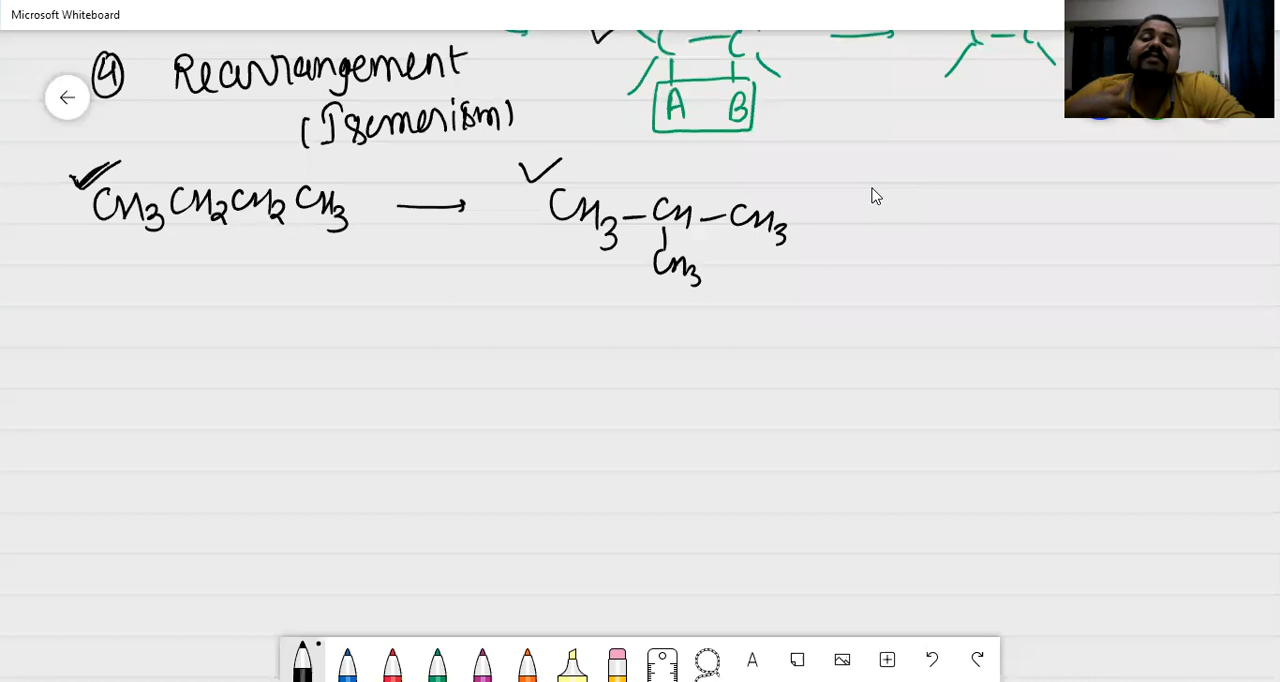 Microsoft Whiteboard
C – C → C – C
④ Rearrangement
A B
(Isomerism)
CH3CH2CH2CH3 → CH3–CH–CH3
CH3
A